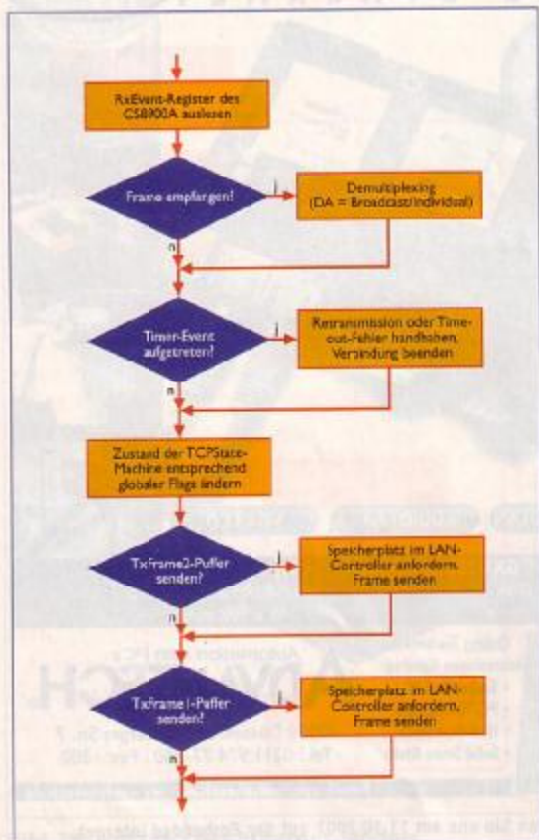 RxEvent-Register des
CS8900A auslesen
Frame empfangen?
j
Demultiplexing
(DA = Broadcast/Individual)
n
Timer-Event
aufgetreten?
j
Retransmission oder Time-
out-Fehler handhaben,
Verbindung beenden
n
Zustand der TCPState-
Machine entsprechend
globaler Flags ändern
TxFrame2-Puffer
senden?
j
Speicherplatz im LAN-
Controller anfordern,
Frame senden
n
TxFrame1-Puffer
senden?
j
Speicherplatz im LAN-
Controller anfordern,
Frame senden
n